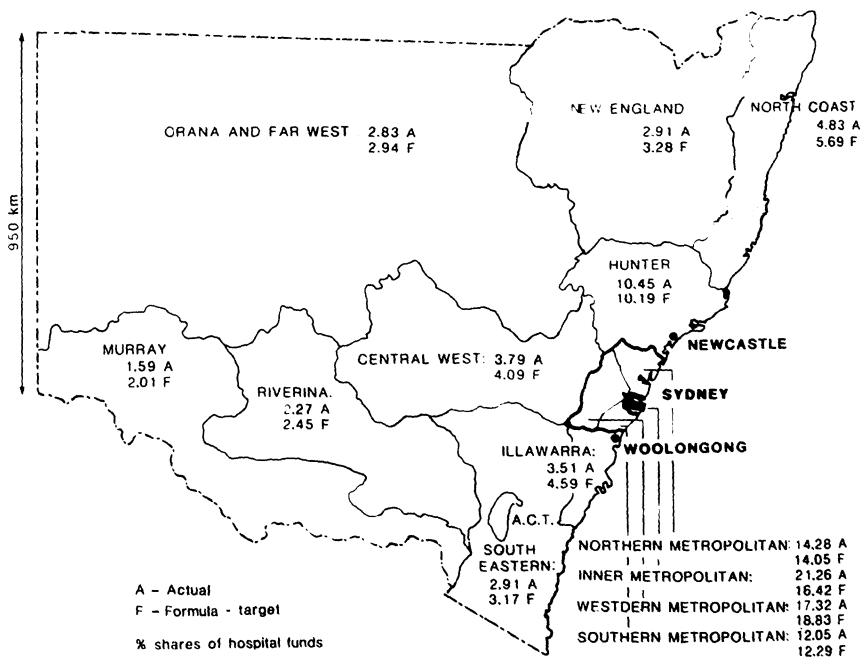 NEW ENGLAND
2.91 A
3.28 F
NORTH COAST
4.83 A
5.69 F
ORANA AND FAR WEST 2.83 A
2.94 F
950 km
HUNTER
10.45 A
10.19 F
NEWCASTLE
MURRAY
1.59 A
2.01 F
CENTRAL WEST: 3.79 A
4.09 F
RIVERINA.
2.27 A
2.45 F
SYDNEY
WOOLONGONG
ILLAWARRA:
3.51 A
4.59 F
A.C.T.
SOUTH
EASTERN:
2.91 A
3.17 F
NORTHERN METROPOLITAN: 14.28 A
14.05 F
INNER METROPOLITAN: 21.26 A
16.42 F
WESTDERN METROPOLITAN: 17.32 A
18.83 F
SOUTHERN METROPOLITAN: 12.05 A
12.29 F
A - Actual
F - Formula - target
% shares of hospital funds